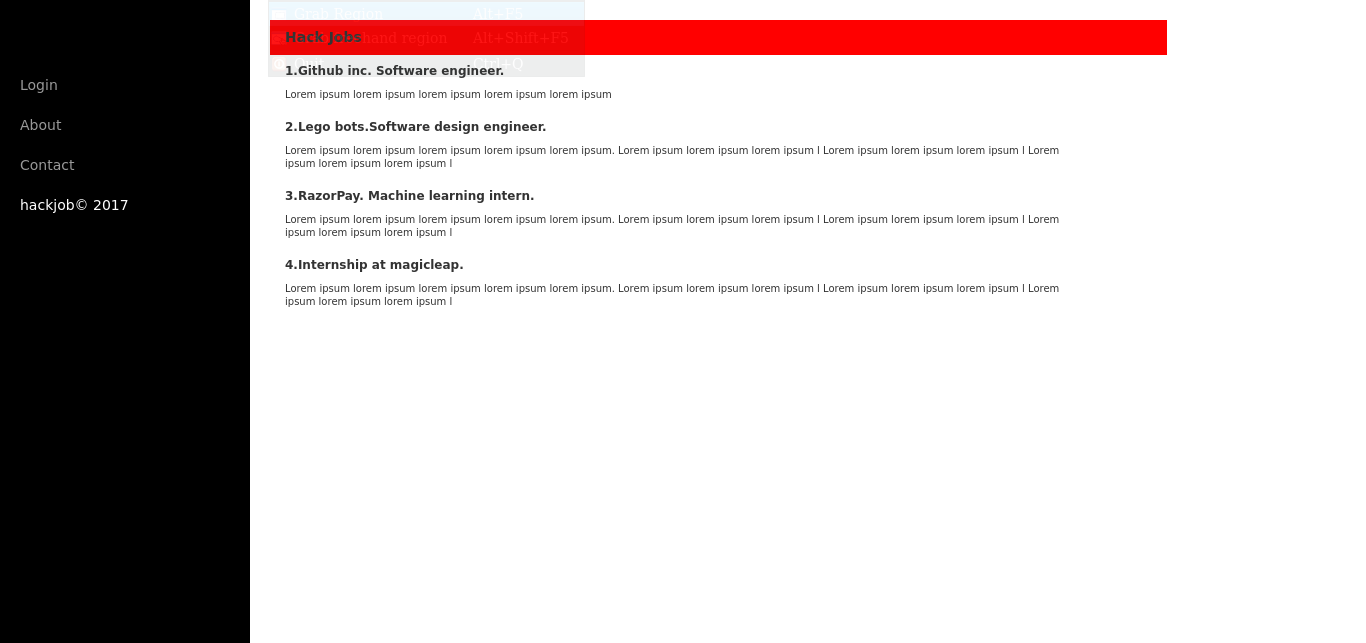 Grab Region Alt+F5
hand region Alt+Shift+F5
Ctrl+Q
Hack Jobs
Login
About
Contact
hackjob© 2017
1.Github inc. Software engineer.
Lorem ipsum lorem ipsum lorem ipsum lorem ipsum lorem ipsum
2.Lego bots.Software design engineer.
Lorem ipsum lorem ipsum lorem ipsum lorem ipsum lorem ipsum. Lorem ipsum lorem ipsum lorem ipsum l Lorem ipsum lorem ipsum lorem ipsum l Lorem
ipsum lorem ipsum lorem ipsum l
3.RazorPay. Machine learning intern.
Lorem ipsum lorem ipsum lorem ipsum lorem ipsum lorem ipsum. Lorem ipsum lorem ipsum lorem ipsum l Lorem ipsum lorem ipsum lorem ipsum l Lorem
ipsum lorem ipsum lorem ipsum l
4.Internship at magicleap.
Lorem ipsum lorem ipsum lorem ipsum lorem ipsum lorem ipsum. Lorem ipsum lorem ipsum lorem ipsum l Lorem ipsum lorem ipsum lorem ipsum l Lorem
ipsum lorem ipsum lorem ipsum l